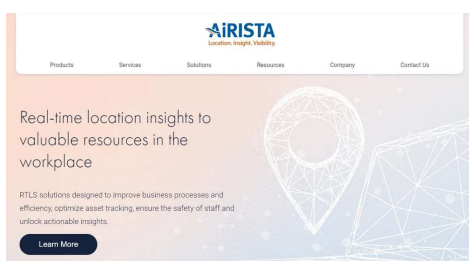 AiRISTA
Location. Insight. Visibility.
Products Services Solutions Resources Company Contact Us
Real-time location insights to
valuable resources in the
workplace
RTLS solutions designed to improve business processes and
efficiency, optimize asset tracking, ensure the safety of staff and
unlock actionable insights.
Learn More